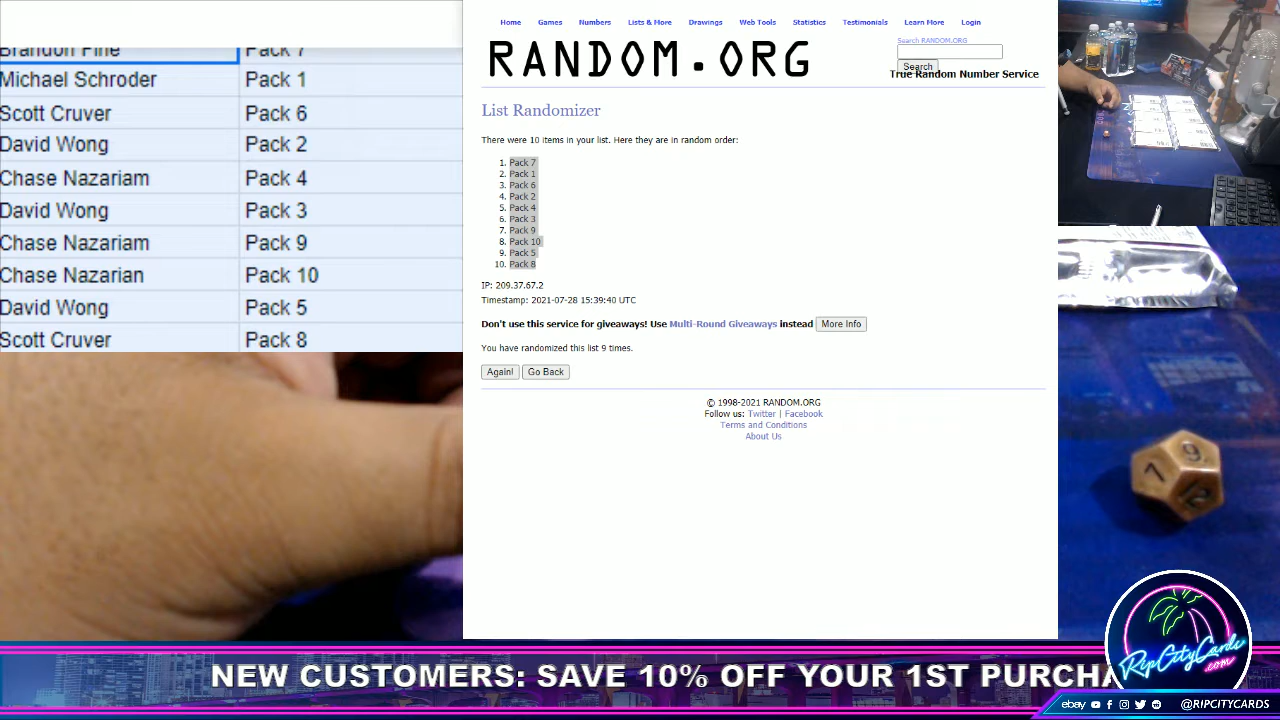 Brandon Pine Pack 7
Michael Schroder Pack 1
Scott Cruver Pack 6
David Wong Pack 2
Chase Nazariam Pack 4
David Wong Pack 3
Chase Nazariam Pack 9
Chase Nazarian Pack 10
David Wong Pack 5
Scott Cruver Pack 8
Home Games Numbers Lists & More Drawings Web Tools Statistics Testimonials Learn More Login
RANDOM.ORG
Search RANDOM.ORG
Search
True Random Number Service
List Randomizer
There were 10 items in your list. Here they are in random order:
1. Pack 7
2. Pack 1
3. Pack 6
4. Pack 2
5. Pack 4
6. Pack 3
7. Pack 9
8. Pack 10
9. Pack 5
10. Pack 8
IP: 209.37.67.2
Timestamp: 2021-07-28 15:39:40 UTC
Don't use this service for giveaways! Use Multi-Round Giveaways instead More Info
You have randomized this list 9 times.
Again! Go Back
© 1998-2021 RANDOM.ORG
Follow us: Twitter | Facebook
Terms and Conditions
About Us
9
7
12
NEW CUSTOMERS: SAVE 10% OFF YOUR 1ST PURCHA
RipCityCards
.com
ebay @RIPCITYCARDS